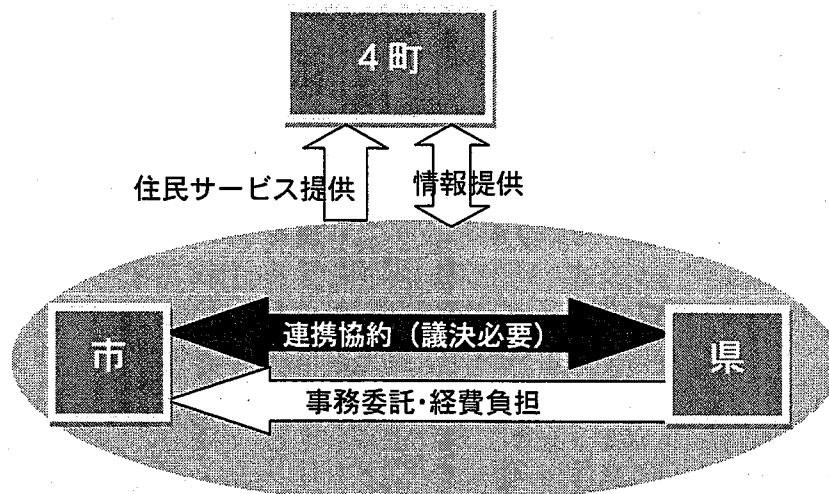 4町
住民サービス提供
情報提供
市
連携協約（議決必要）
県
事務委託・経費負担